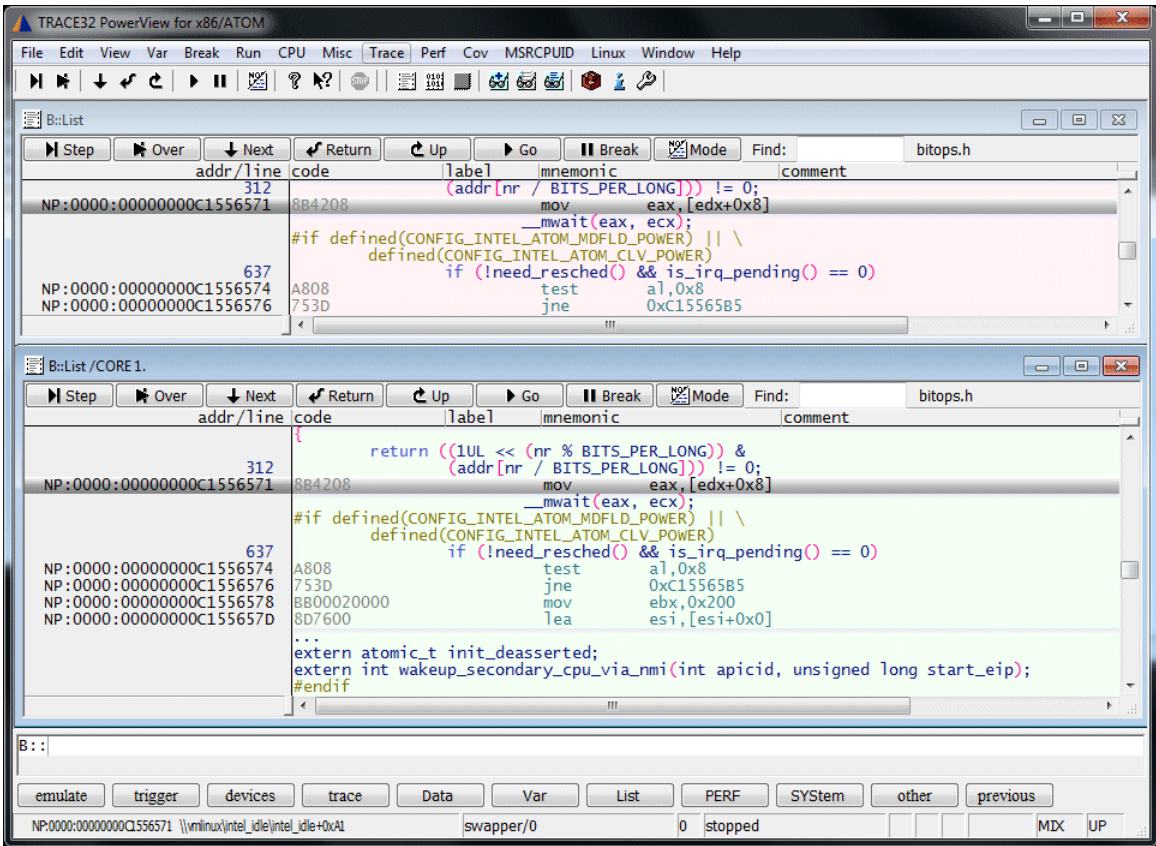 TRACE32 PowerView for x86/ATOM
File Edit View Var Break Run CPU Misc Trace Perf Cov MSRCPUID Linux Window Help
B::List
Step Over Next Return Up Go Break Mode Find: bitops.h
addr/line code label mnemonic comment
312 (addr[nr / BITS_PER_LONG])) != 0;
NP:0000:00000000C1556571 8B4208 mov eax,[edx+0x8]
__mwait(eax, ecx);
#if defined(CONFIG_INTEL_ATOM_MDFLD_POWER) || \
defined(CONFIG_INTEL_ATOM_CLV_POWER)
637 if (!need_resched() && is_irq_pending() == 0)
NP:0000:00000000C1556574 A808 test al,0x8
NP:0000:00000000C1556576 753D jne 0xC15565B5
B::List /CORE 1.
Step Over Next Return Up Go Break Mode Find: bitops.h
addr/line code label mnemonic comment
{
return ((1UL << (nr % BITS_PER_LONG)) &
312 (addr[nr / BITS_PER_LONG])) != 0;
NP:0000:00000000C1556571 8B4208 mov eax,[edx+0x8]
__mwait(eax, ecx);
#if defined(CONFIG_INTEL_ATOM_MDFLD_POWER) || \
defined(CONFIG_INTEL_ATOM_CLV_POWER)
637 if (!need_resched() && is_irq_pending() == 0)
NP:0000:00000000C1556574 A808 test al,0x8
NP:0000:00000000C1556576 753D jne 0xC15565B5
NP:0000:00000000C1556578 BB00020000 mov ebx,0x200
NP:0000:00000000C155657D 8D7600 lea esi,[esi+0x0]
...
extern atomic_t init_deasserted;
extern int wakeup_secondary_cpu_via_nmi(int apicid, unsigned long start_eip);
#endif
B::
emulate trigger devices trace Data Var List PERF SYStem other previous
NP:0000:00000000C1556571 \\vmlinux\intel_idle\intel_idle+0xA1 swapper/0 0 stopped MIX UP